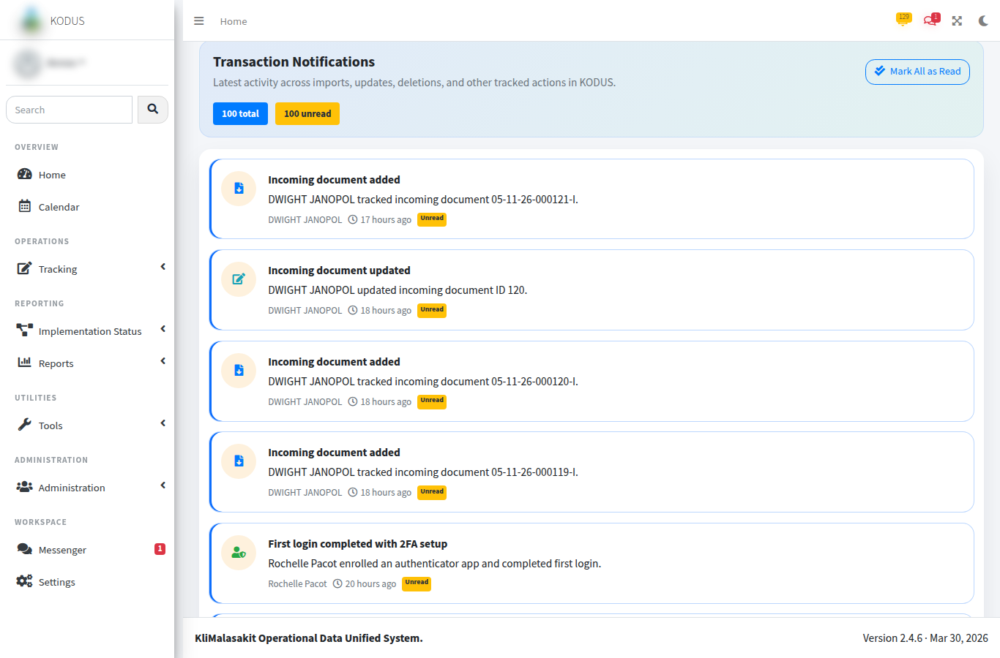 KODUS
Search
OVERVIEW
Home
Calendar
OPERATIONS
Tracking
REPORTING
Implementation Status
Reports
UTILITIES
Tools
ADMINISTRATION
Administration
WORKSPACE
Messenger 1
Settings
Home
129
1
Transaction Notifications
Latest activity across imports, updates, deletions, and other tracked actions in KODUS.
100 total 100 unread
Mark All as Read
Incoming document added
DWIGHT JANOPOL tracked incoming document 05-11-26-000121-I.
DWIGHT JANOPOL 17 hours ago Unread
Incoming document updated
DWIGHT JANOPOL updated incoming document ID 120.
DWIGHT JANOPOL 18 hours ago Unread
Incoming document added
DWIGHT JANOPOL tracked incoming document 05-11-26-000120-I.
DWIGHT JANOPOL 18 hours ago Unread
Incoming document added
DWIGHT JANOPOL tracked incoming document 05-11-26-000119-I.
DWIGHT JANOPOL 18 hours ago Unread
First login completed with 2FA setup
Rochelle Pacot enrolled an authenticator app and completed first login.
Rochelle Pacot 20 hours ago Unread
KliMalasakit Operational Data Unified System.
Version 2.4.6 · Mar 30, 2026